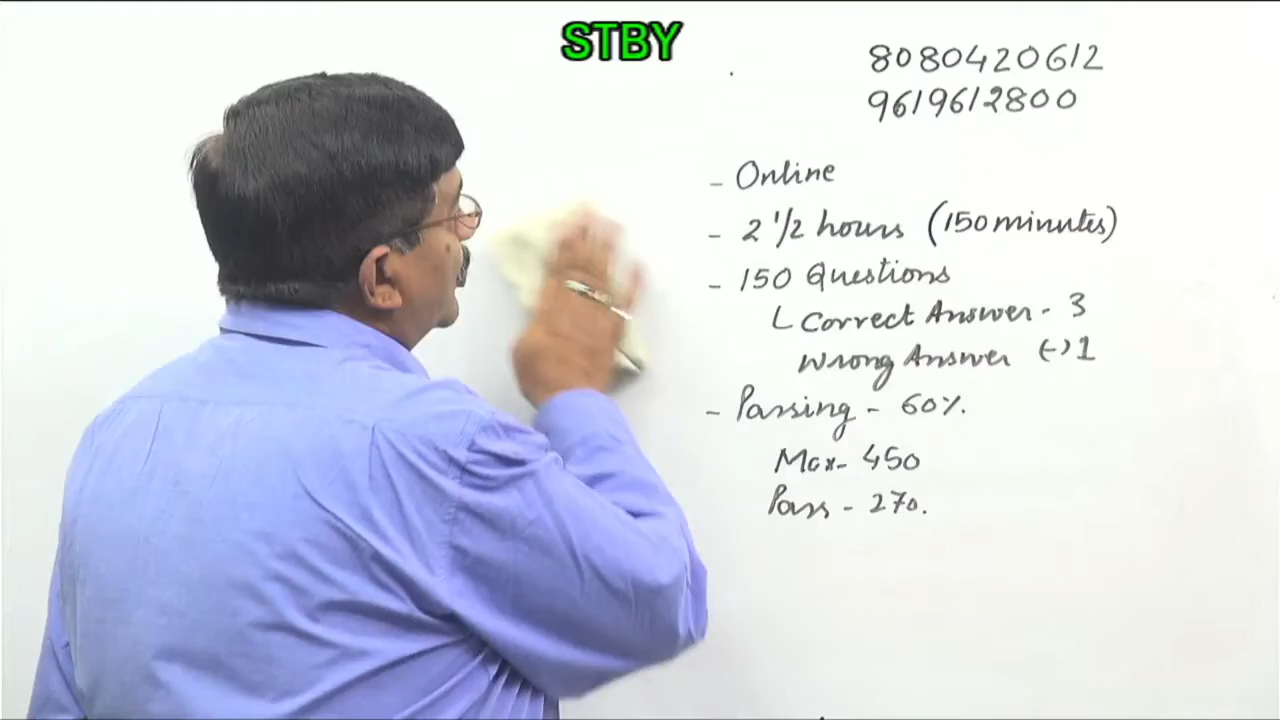 STBY
8080420612
9619612800
- Online
- 2 1/2 hours (150 minutes)
- 150 Questions
L Correct Answer - 3
Wrong Answer (-) 1
- Passing - 60%.
Max - 450
Pass - 270.